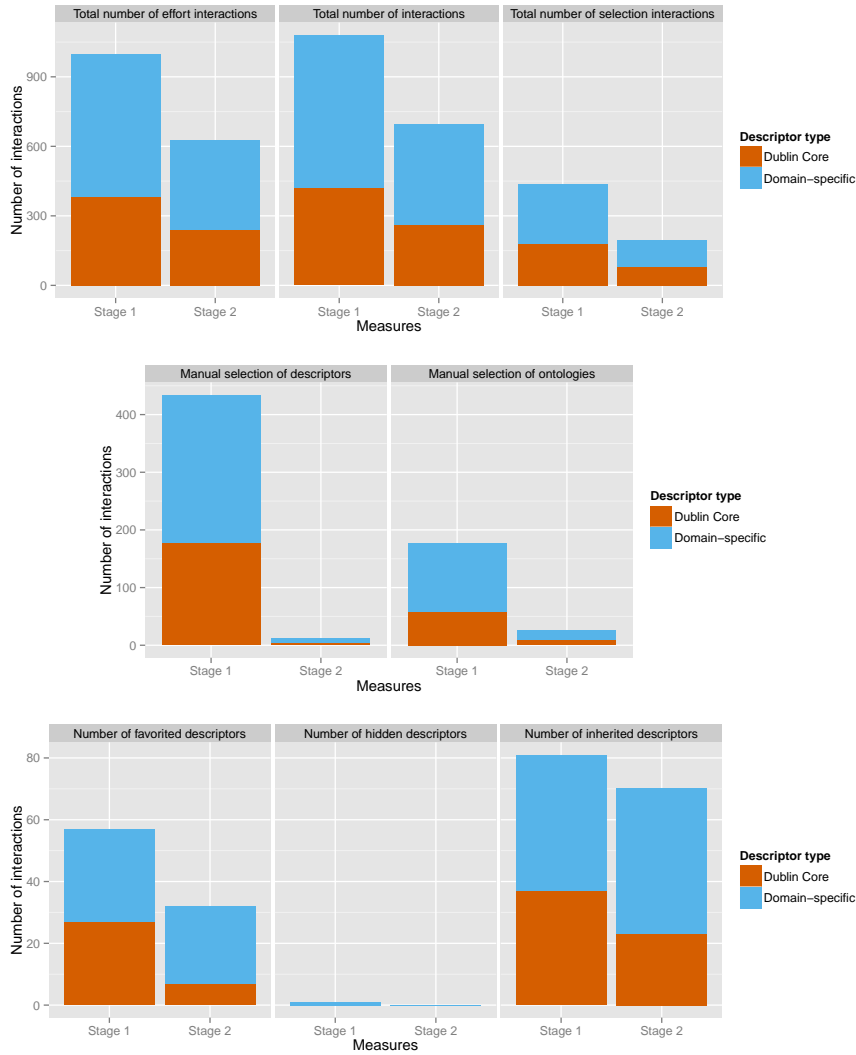 Total number of effort interactions
Total number of interactions
Total number of selection interactions
900
600
300
0
Number of interactions
Stage 1
Stage 2
Stage 1
Stage 2
Stage 1
Stage 2
Measures
Descriptor type
Dublin Core
Domain−specific
Manual selection of descriptors
Manual selection of ontologies
400
300
200
100
0
Number of interactions
Stage 1
Stage 2
Stage 1
Stage 2
Measures
Descriptor type
Dublin Core
Domain−specific
Number of favorited descriptors
Number of hidden descriptors
Number of inherited descriptors
80
60
40
20
0
Number of interactions
Stage 1
Stage 2
Stage 1
Stage 2
Stage 1
Stage 2
Measures
Descriptor type
Dublin Core
Domain−specific